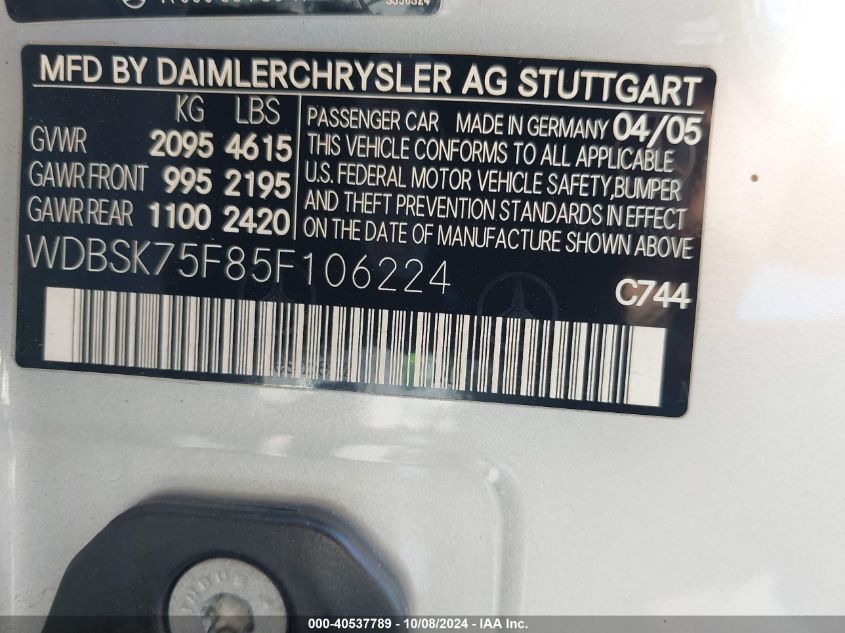 MFD BY DAIMLERCHRYSLER AG STUTTGART
KG LBS
GVWR 2095 4615
GAWR FRONT 995 2195
GAWR REAR 1100 2420
PASSENGER CAR MADE IN GERMANY 04/05
THIS VEHICLE CONFORMS TO ALL APPLICABLE
U.S. FEDERAL MOTOR VEHICLE SAFETY,BUMPER
AND THEFT PREVENTION STANDARDS IN EFFECT
ON THE DATE OF MANUFACTURE SHOWN ABOVE
WDBSK75F85F106224
C744
000-40537789 - 10/08/2024 - IAA Inc.